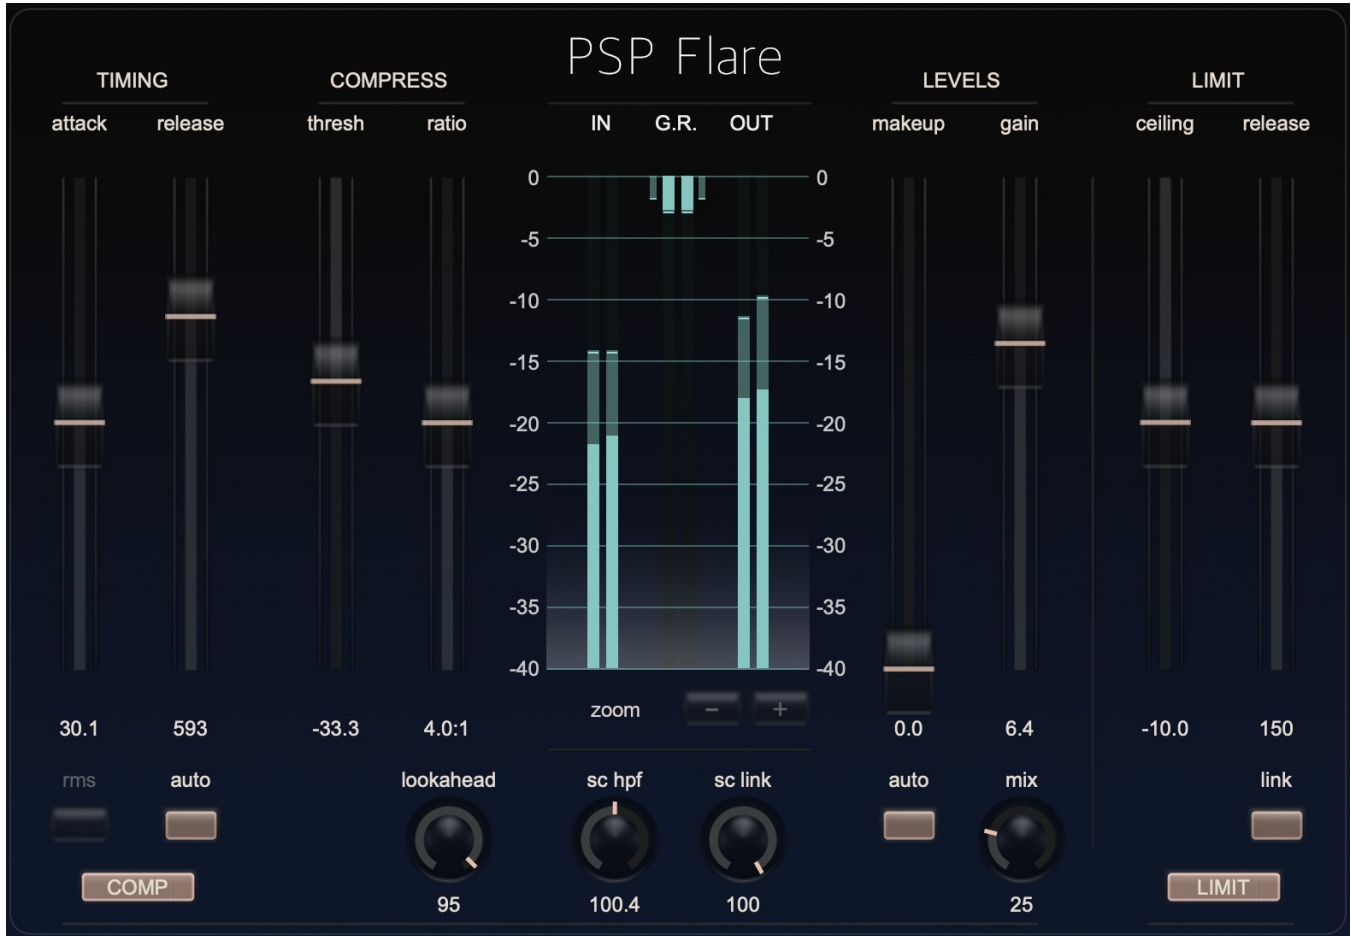 PSP Flare
TIMING COMPRESS LEVELS LIMIT
attack release thresh ratio IN G.R. OUT makeup gain ceiling release
0 0
-5 -5
-10 -10
-15 -15
-20 -20
-25 -25
-30 -30
-35 -35
-40 -40
zoom - +
30.1 593 -33.3 4.0:1 0.0 6.4 -10.0 150
rms auto lookahead sc hpf sc link auto mix link
COMP LIMIT
95 100.4 100 25